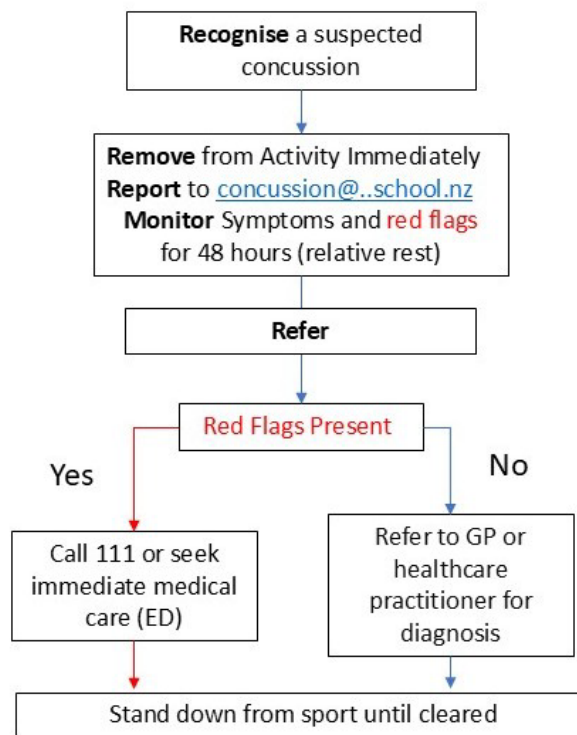 Recognise a suspected
concussion
Remove from Activity Immediately
Report to concussion@..school.nz
Monitor Symptoms and red flags
for 48 hours (relative rest)
Refer
Red Flags Present
Yes
No
Call 111 or seek
immediate medical
care (ED)
Refer to GP or
healthcare
practitioner for
diagnosis
Stand down from sport until cleared